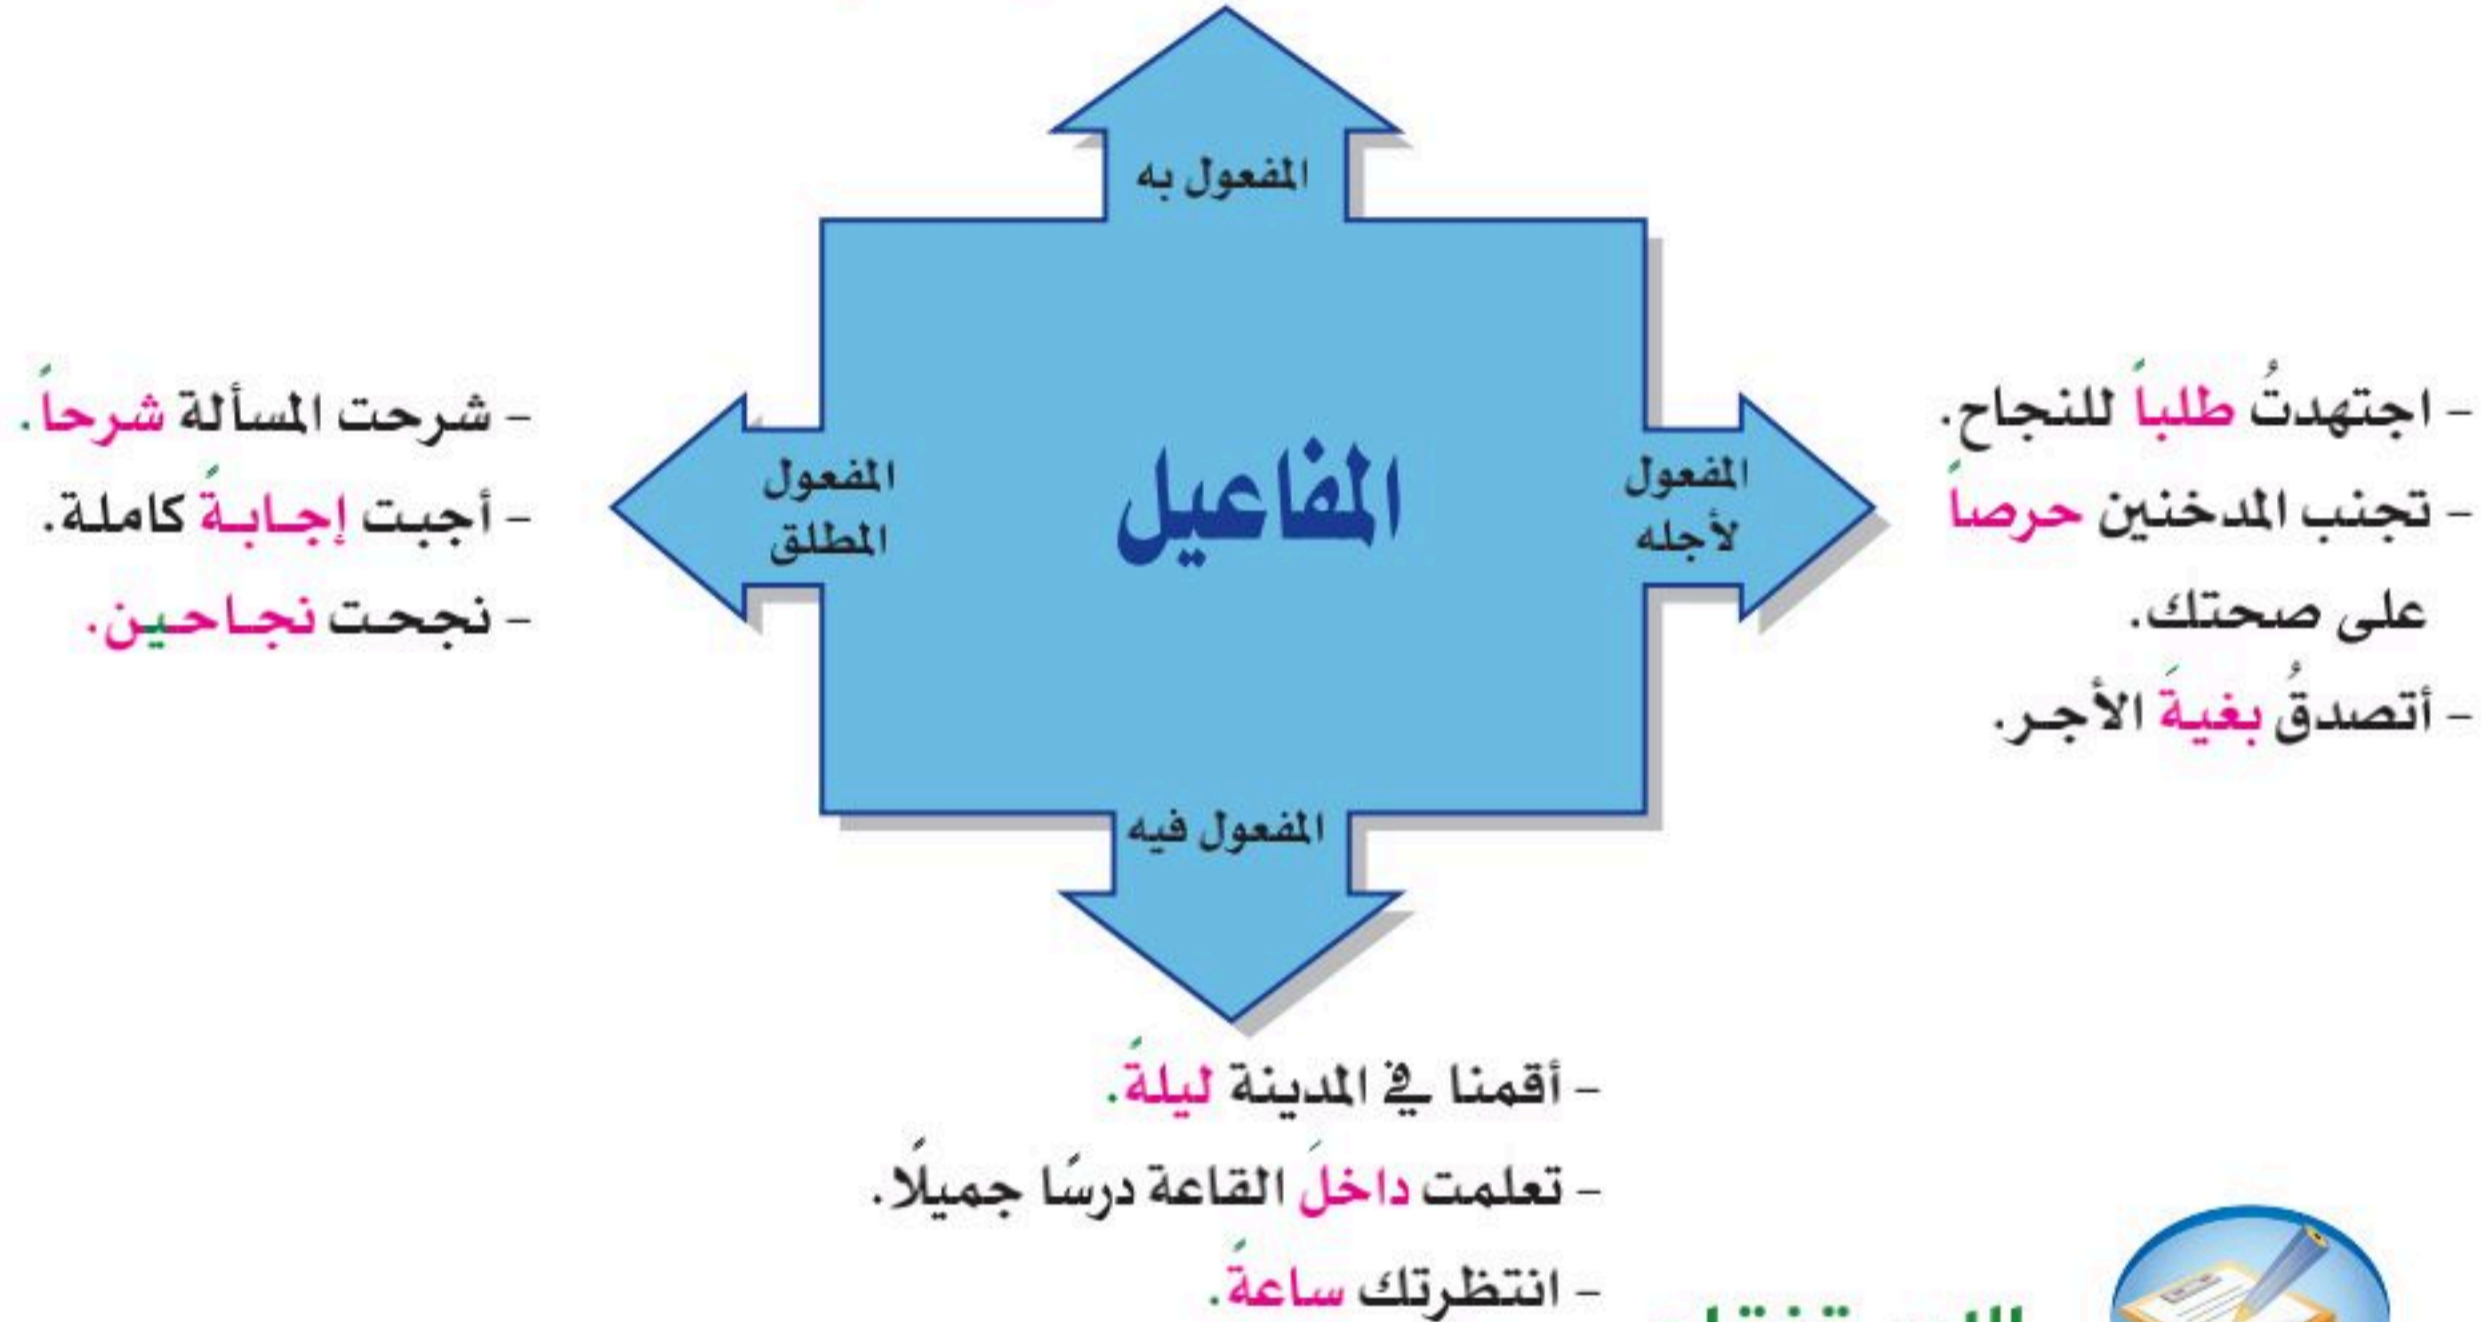 المفعول به
المفاعيل
المفعول
لأجله
- اجتهدتُ طلباً للنجاح.
- تجنب المدخنين حرصاً
على صحتك.
- أتصدقُ بغيةَ الأجر.
المفعول
المطلق
- شرحت المسألة شرحاً.
- أجبت إجابةً كاملة.
- نجحت نجاحين.
المفعول فيه
- أقمنا في المدينة ليلةً.
- تعلمت داخلَ القاعة درسًا جميلًا.
- انتظرتك ساعةً.